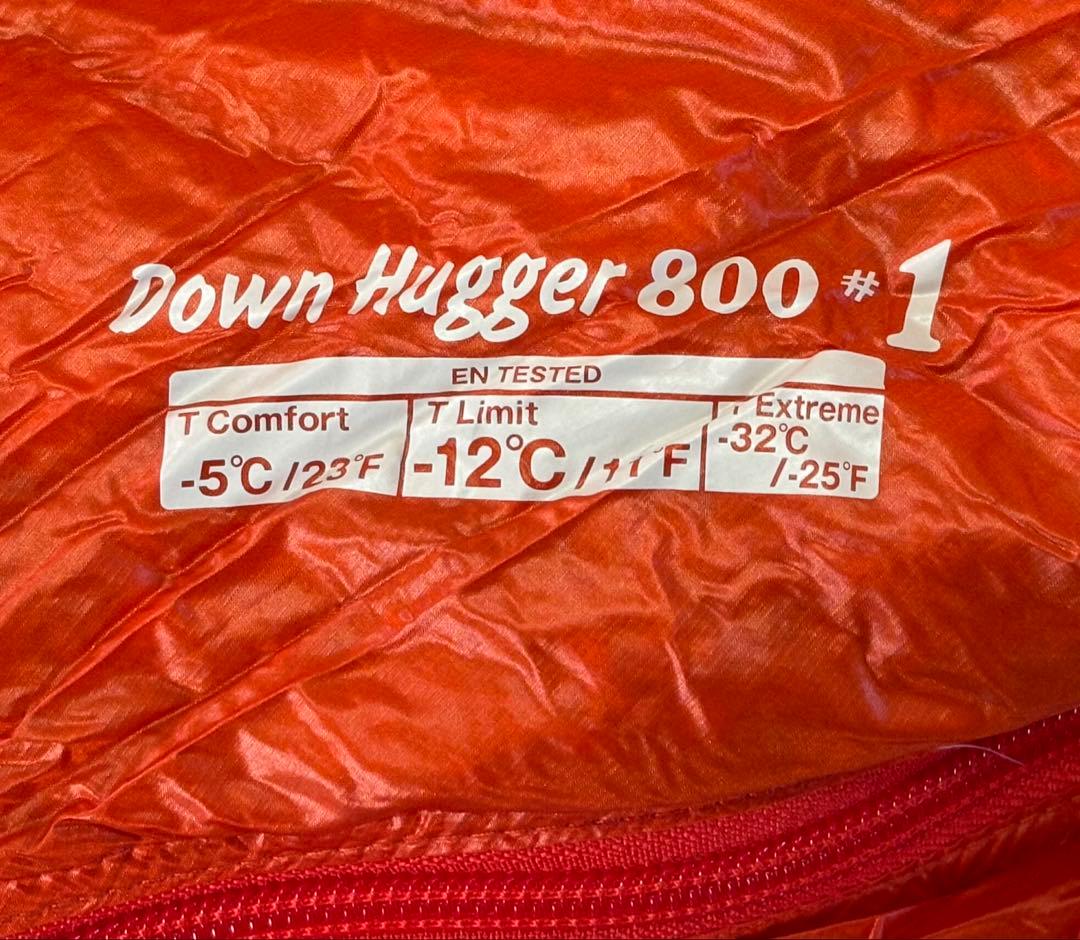 Down Hugger 800 #1
EN TESTED
T Comfort
-5°C /23°F
T Limit
-12°C / °F
Extreme
-32°C
/-25°F